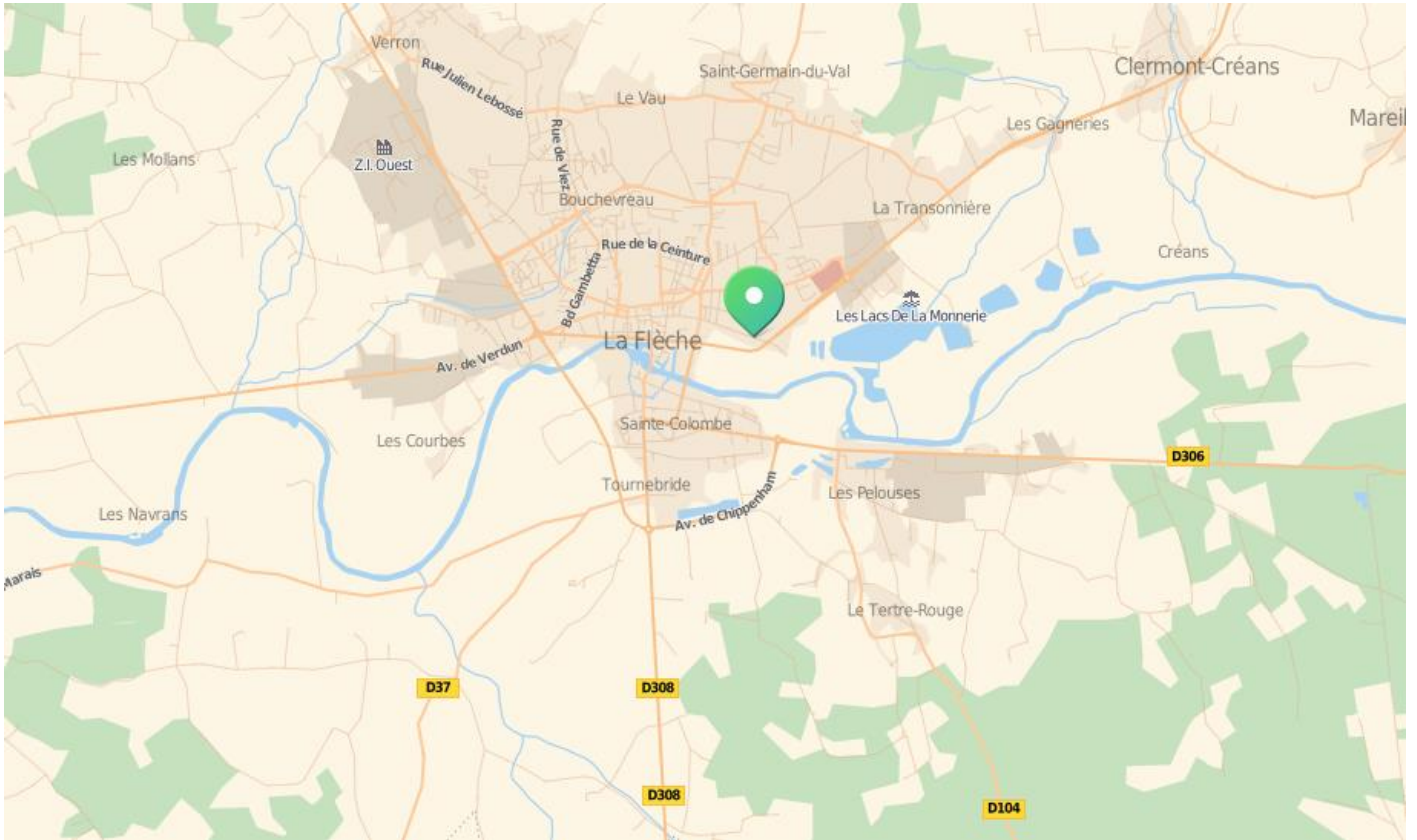 Verron
Rue Julien Lebossé
Saint-Germain-du-Val
Clermont-Créans
Le Vau
Les Gagneries
Mareil
Les Mollans
Z.I. Ouest
Rue de Viez
Bouchevreau
La Transonnière
Rue de la Ceinture
Créans
Bd Gambetta
Les Lacs De La Monnerie
La Flèche
Av. de Verdun
Sainte-Colombe
Les Courbes
D306
Tournebride
Les Pelouses
Av. de Chippenham
Les Navrans
Marais
Le Tertre-Rouge
D37
D308
D308
D104